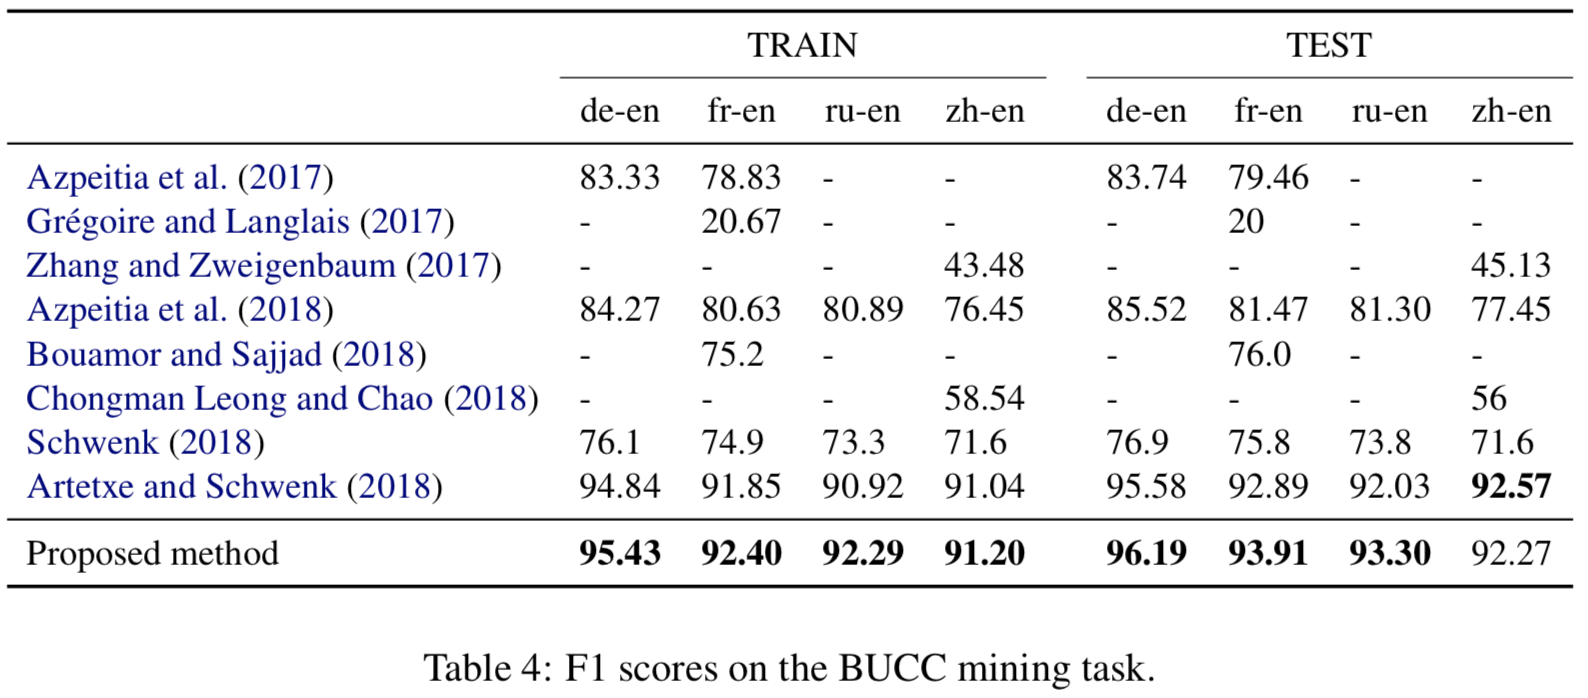 TRAIN TEST
de-en fr-en ru-en zh-en de-en fr-en ru-en zh-en
Azpeitia et al. (2017) 83.33 78.83 - - 83.74 79.46 - -
Grégoire and Langlais (2017) - 20.67 - - - 20 - -
Zhang and Zweigenbaum (2017) - - - 43.48 - - - 45.13
Azpeitia et al. (2018) 84.27 80.63 80.89 76.45 85.52 81.47 81.30 77.45
Bouamor and Sajjad (2018) - 75.2 - - - 76.0 - -
Chongman Leong and Chao (2018) - - - 58.54 - - - 56
Schwenk (2018) 76.1 74.9 73.3 71.6 76.9 75.8 73.8 71.6
Artetxe and Schwenk (2018) 94.84 91.85 90.92 91.04 95.58 92.89 92.03 92.57
Proposed method 95.43 92.40 92.29 91.20 96.19 93.91 93.30 92.27
Table 4: F1 scores on the BUCC mining task.